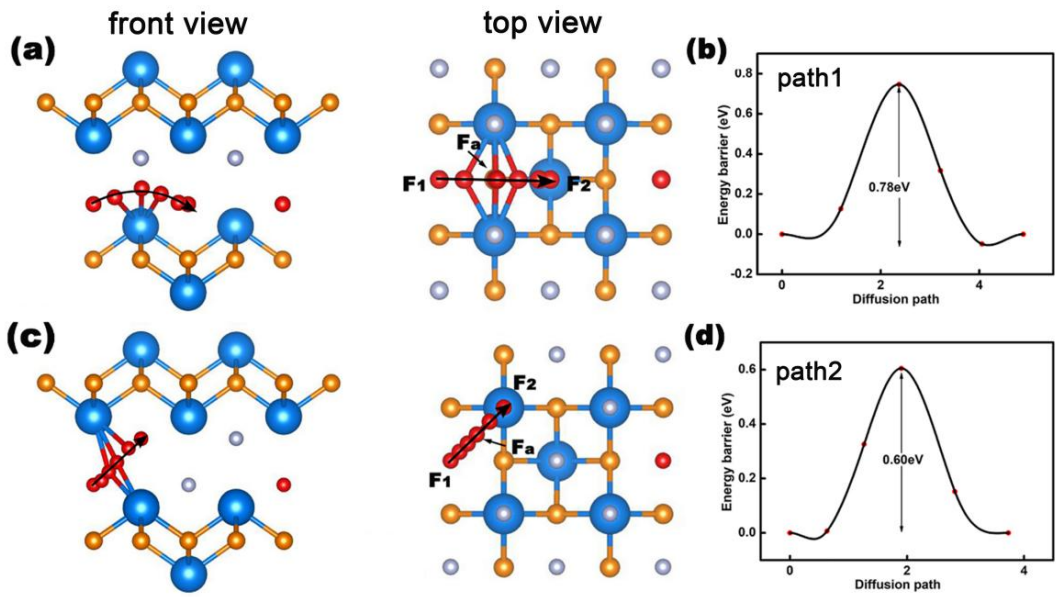 front view
top view
(a)
Fa
F1
F2
(b)
path1
Energy barrier (eV)
0.8
0.6
0.4
0.2
0.0
-0.2
0.78eV
0
2
4
Diffusion path
(c)
F2
Fa
F1
(d)
path2
Energy barrier (eV)
0.6
0.4
0.2
0.0
0.60eV
0
2
4
Diffusion path